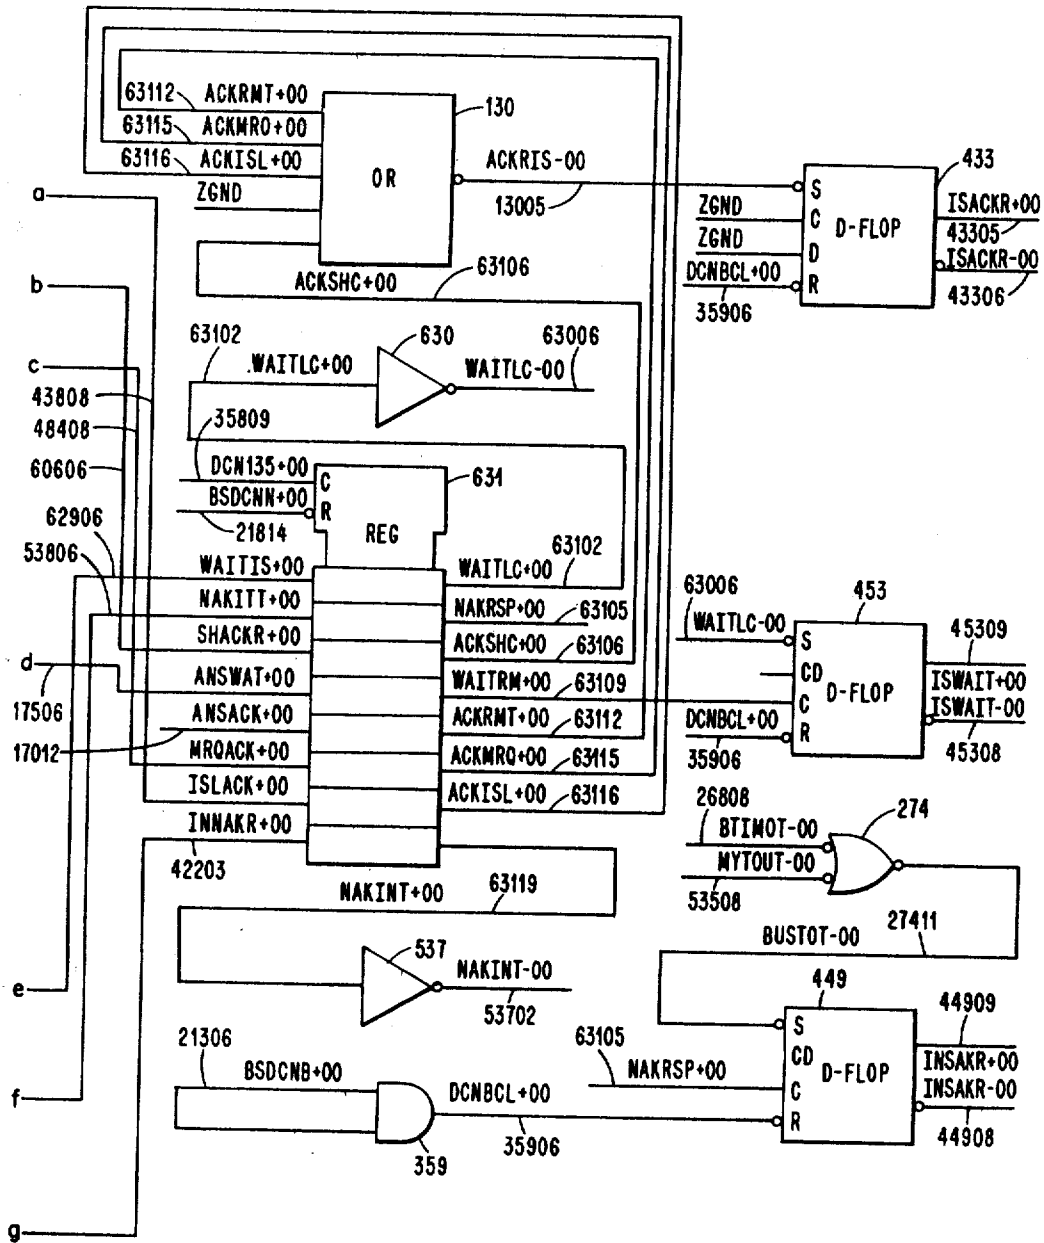 63112 ACKRMT+00
130
63115 ACKMRQ+00
63116 ACKISL+00
OR
ACKRIS-00
13005
ZGND
433
S
ZGND
C
D-FLOP
ISACKR+00
43305
ZGND
D
ISACKR-00
43306
DCNBCL+00
R
35906
a
b
ACKSHC+00
63106
63102
630
63006
.WAITLC+00
WAITLC-00
c
43808
35809
48408
60606
DCN135+00
C
631
BSDCNN+00
R
21814
REG
62906
53806
63102
WAITIS+00
WAITLC+00
63006
453
NAKITT+00
NAKRSP+00
63105
WAITLC-00
S
45309
SHACKR+00
ACKSHC+00
63106
CD
D-FLOP
ISWAIT+00
d
ANSWAT+00
WAITRM+00
63109
C
ISWAIT-00
17506
ANSACK+00
ACKRMT+00
63112
DCNBCL+00
R
35906
45308
17012
MRQACK+00
ACKMRQ+00
63115
ISLACK+00
ACKISL+00
63116
26808
274
INNAKR+00
BTIMOT-00
42203
MYTOUT-00
53508
NAKINT+00
63119
BUSTOT-00
27411
537
NAKINT-00
53702
e
449
44909
S
21306
63105
CD
D-FLOP
INSAKR+00
BSDCNB+00
NAKRSP+00
C
INSAKR-00
f
DCNBCL+00
35906
R
44908
359
g